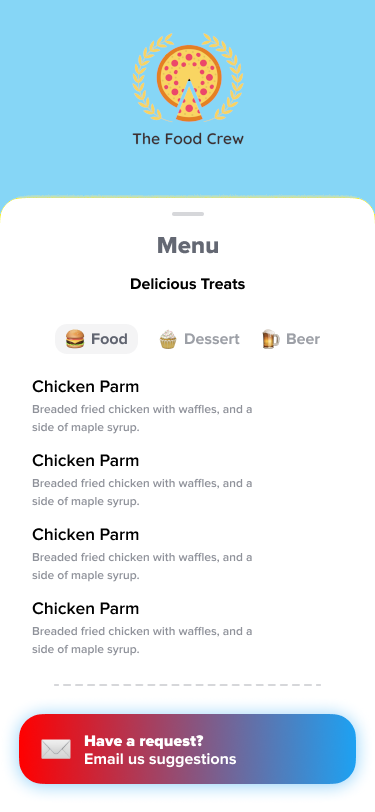 The Food Crew
Menu
Delicious Treats
Food
Dessert
Beer
Chicken Parm
Breaded fried chicken with waffles, and a
side of maple syrup.
Chicken Parm
Breaded fried chicken with waffles, and a
side of maple syrup.
Chicken Parm
Breaded fried chicken with waffles, and a
side of maple syrup.
Chicken Parm
Breaded fried chicken with waffles, and a
side of maple syrup.
Have a request?
Email us suggestions